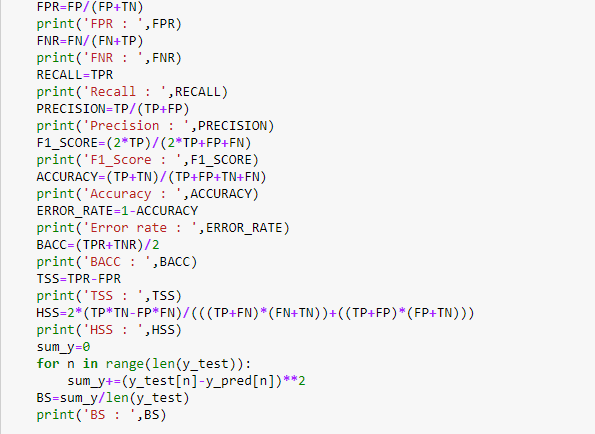 FPR=FP/(FP+TN)
print('FPR : ',FPR)
FNR=FN/(FN+TP)
print('FNR : ',FNR)
RECALL=TPR
print('Recall : ',RECALL)
PRECISION=TP/(TP+FP)
print('Precision : ',PRECISION)
F1_SCORE=(2*TP)/(2*TP+FP+FN)
print('F1_Score : ',F1_SCORE)
ACCURACY=(TP+TN)/(TP+FP+TN+FN)
print('Accuracy : ',ACCURACY)
ERROR_RATE=1-ACCURACY
print('Error rate : ',ERROR_RATE)
BACC=(TPR+TNR)/2
print('BACC : ',BACC)
TSS=TPR-FPR
print('TSS : ',TSS)
HSS=2*(TP*TN-FP*FN)/(((TP+FN)*(FN+TN))+((TP+FP)*(FP+TN)))
print('HSS : ',HSS)
sum_y=0
for n in range(len(y_test)):
    sum_y+=(y_test[n]-y_pred[n])**2
BS=sum_y/len(y_test)
print('BS : ',BS)